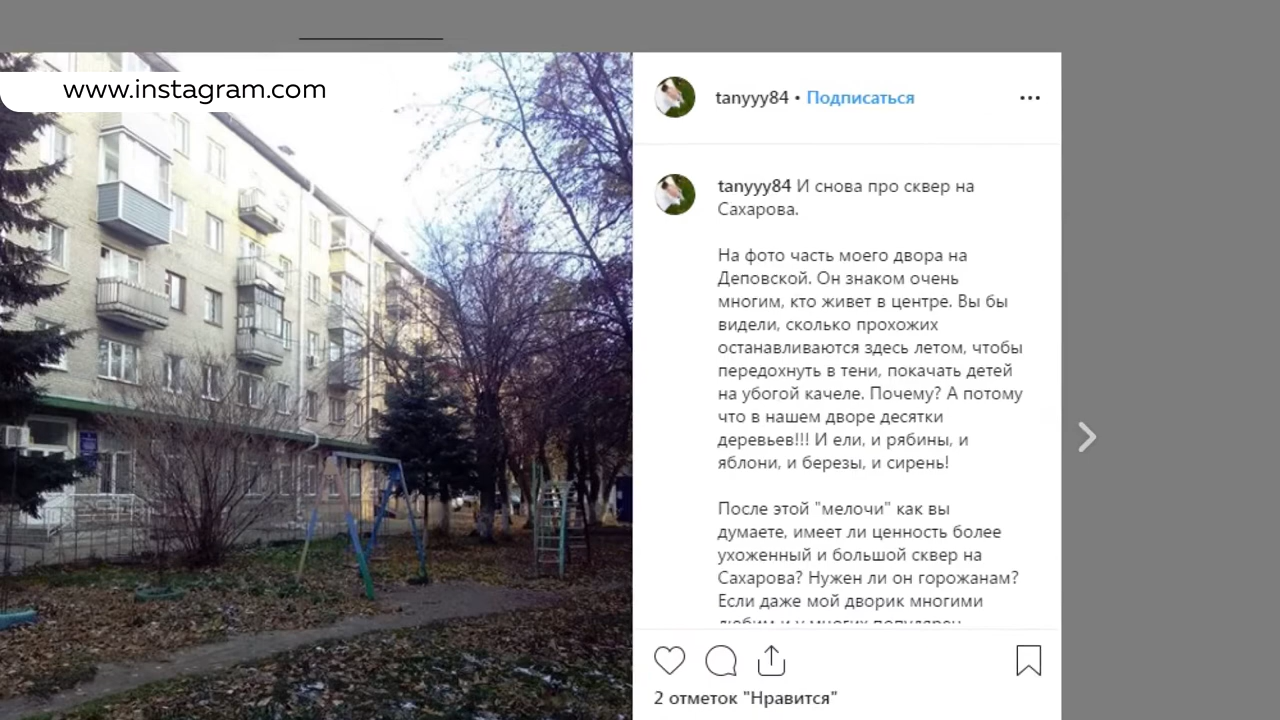 www.instagram.com
tanyyy84 • Подписаться
tanyyy84 И снова про сквер на
Сахарова.
На фото часть моего двора на
Деповской. Он знаком очень
многим, кто живет в центре. Вы бы
видели, сколько прохожих
останавливаются здесь летом, чтобы
передохнуть в тени, покачать детей
на убогой качеле. Почему? А потому
что в нашем дворе десятки
деревьев!!! И ели, и рябины, и
яблони, и березы, и сирень!
После этой "мелочи" как вы
думаете, имеет ли ценность более
ухоженный и большой сквер на
Сахарова? Нужен ли он горожанам?
Если даже мой дворик многими
2 отметок "Нравится"